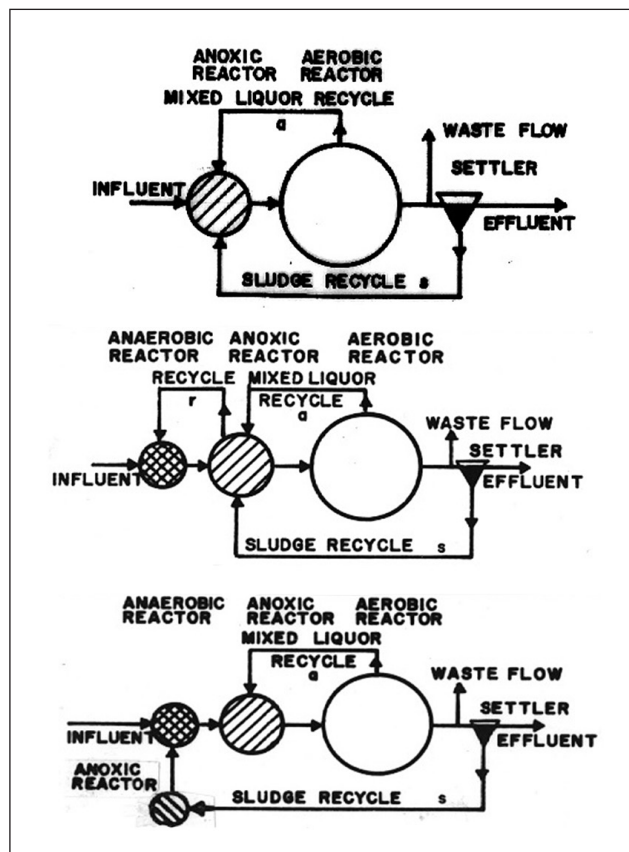 ANOXIC AEROBIC
REACTOR REACTOR
MIXED LIQUOR RECYCLE
a
WASTE FLOW
SETTLER
INFLUENT
EFFLUENT
SLUDGE RECYCLE s
ANAEROBIC ANOXIC AEROBIC
REACTOR REACTOR REACTOR
RECYCLE MIXED LIQUOR
r RECYCLE
a
WASTE FLOW
SETTLER
INFLUENT EFFLUENT
SLUDGE RECYCLE s
ANAEROBIC ANOXIC AEROBIC
REACTOR REACTOR REACTOR
MIXED LIQUOR
RECYCLE
a
WASTE FLOW
SETTLER
INFLUENT EFFLUENT
ANOXIC
REACTOR
SLUDGE RECYCLE s